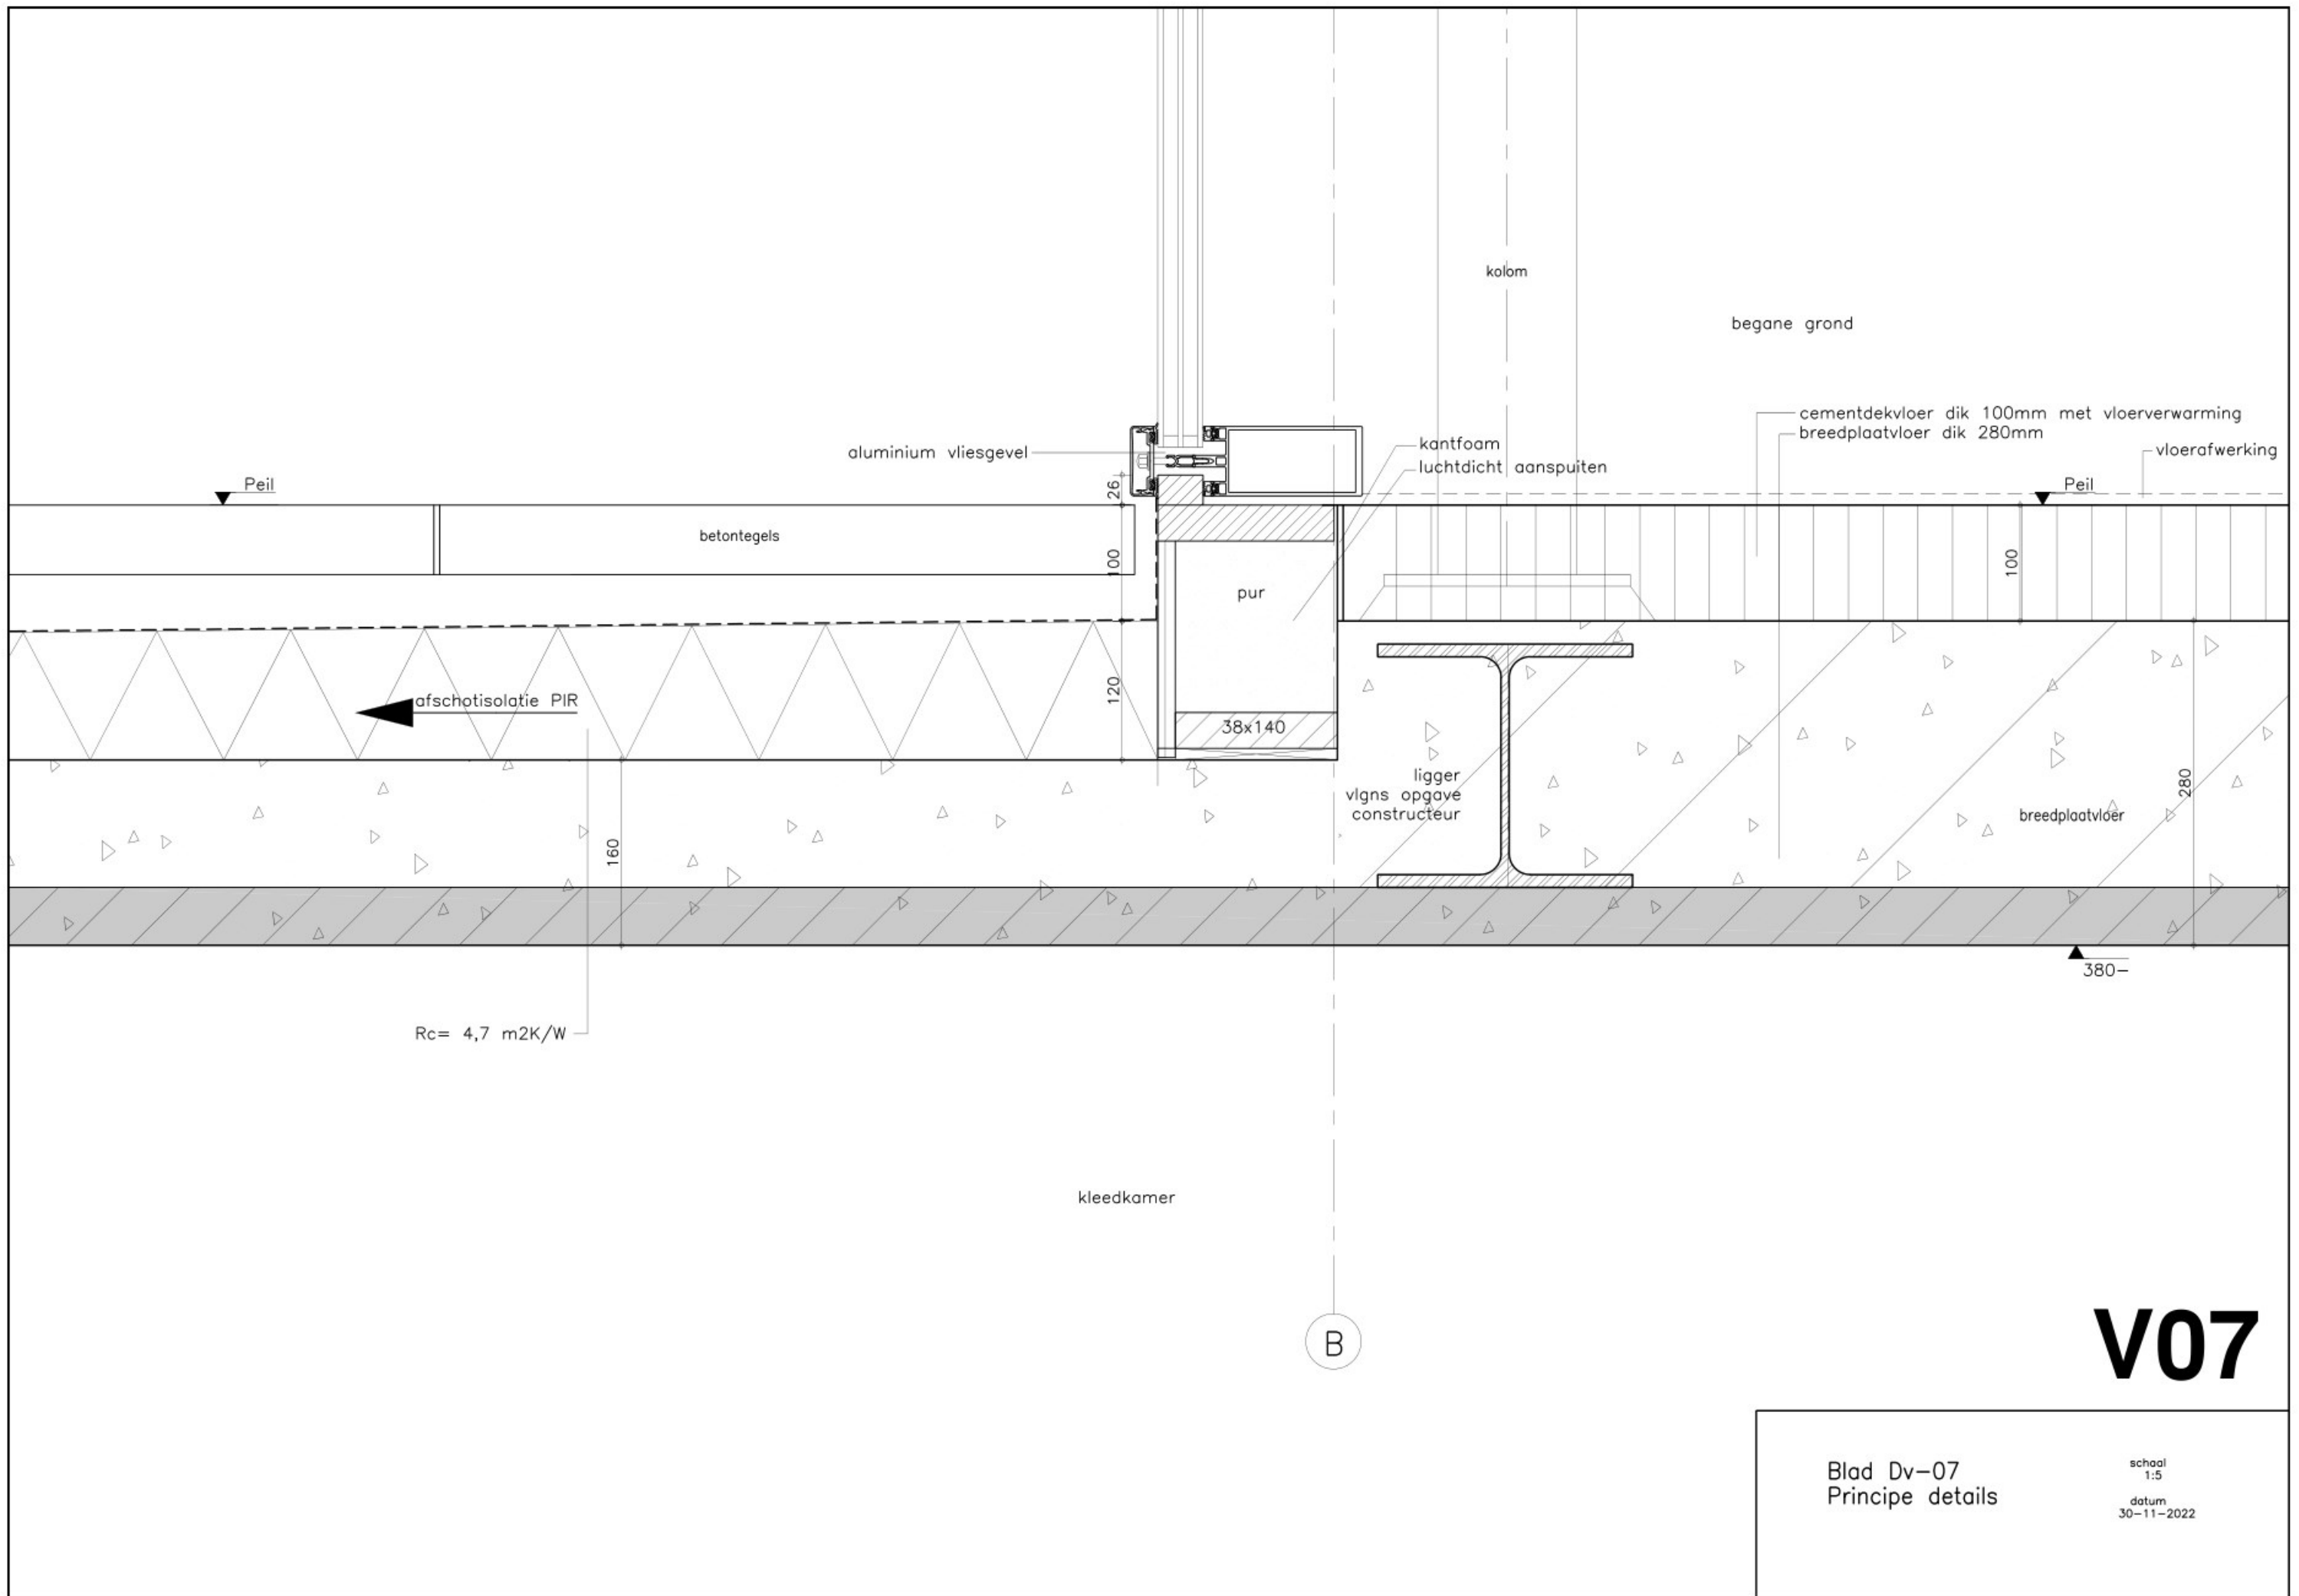 kolom
begane grond
cementdekvloer dik 100mm met vloerverwarming
breedplaatvloer dik 280mm
vloerafwerking
kantfoam
luchtdicht aanspuiten
aluminium vliesgevel
Peil
26
Peil
betontegels
100
pur
100
afschotisolatie PIR
120
38x140
ligger
vlgns opgave
constructeur
280
breedplaatvloer
160
380-
Rc= 4,7 m2K/W
kleedkamer
B
V07
Blad Dv-07
Principe details
schaal
1:5
datum
30-11-2022